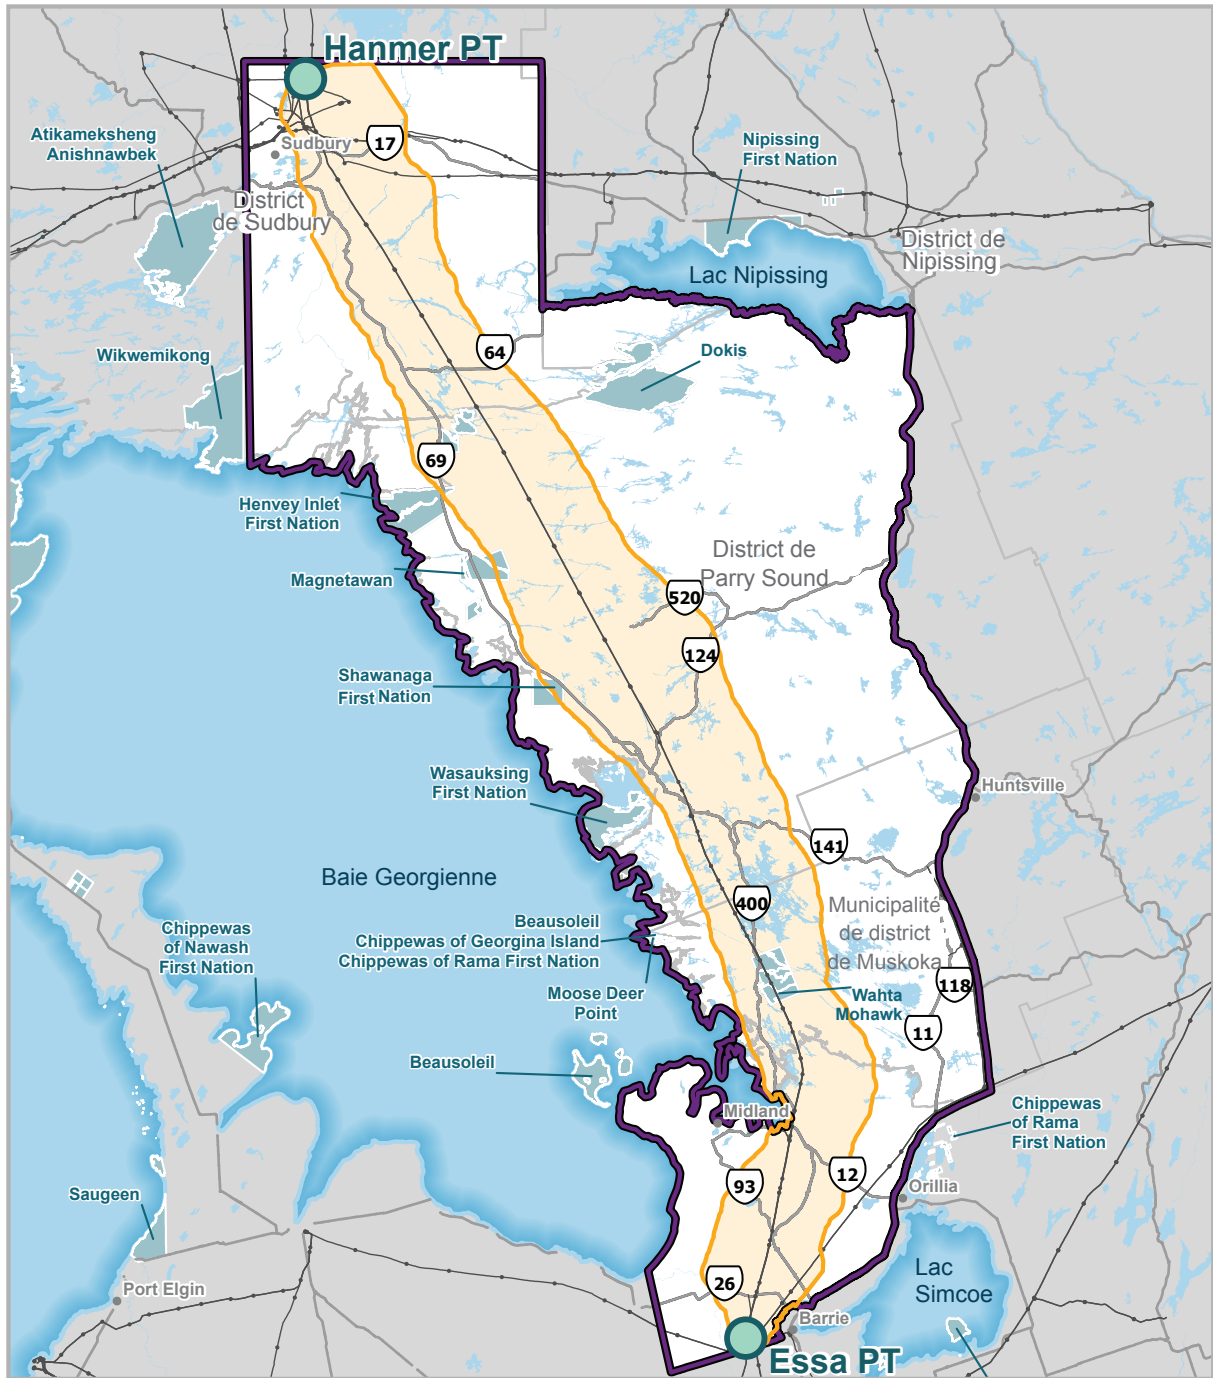 Hanmer PT
Atikameksheng
Anishnawbek
Sudbury
17
Nipissing
First Nation
District
de Sudbury
District de
Nipissing
Lac Nipissing
Wikwemikong
64
Dokis
69
Henvey Inlet
First Nation
Magnetawan
District de
Parry Sound
520
124
Shawanaga
First Nation
Wasauksing
First Nation
Huntsville
141
Baie Georgienne
400
Municipalité
de district
de Muskoka
Beausoleil
Chippewas of Georgina Island
Chippewas of Rama First Nation
Chippewas
of Nawash
First Nation
Moose Deer
Point
Wahta
Mohawk
118
11
Beausoleil
Midland
Chippewas
of Rama
First Nation
93
12
Orillia
Saugeen
Port Elgin
26
Lac
Simcoe
Barrie
Essa PT